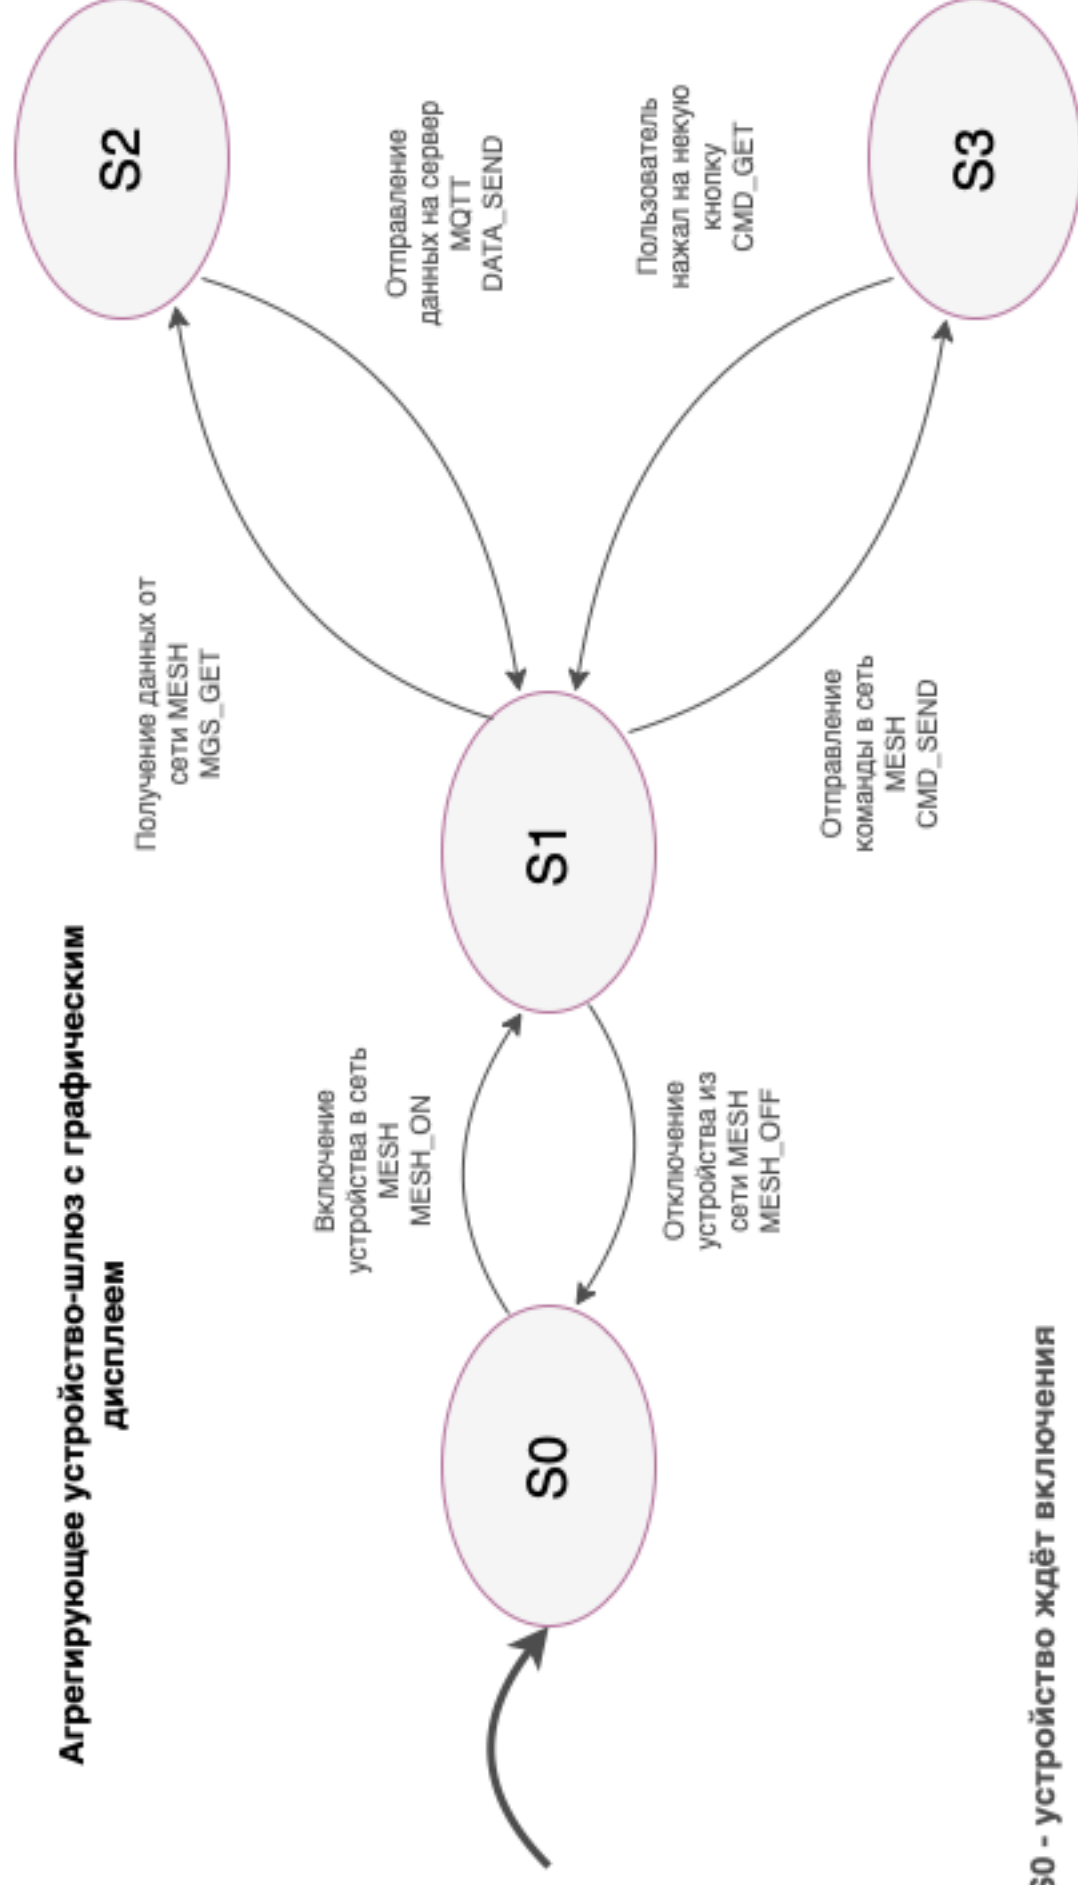 Агрегирующее устройство-шлюз с графическим
дисплеем
Получение данных от
сети MESH
MGS_GET
Отправление
данных на сервер
MQTT
DATA_SEND
Включение
устройства в сеть
MESH
MESH_ON
S2
S0
S1
Отключение
устройства из
сети MESH
MESH_OFF
Пользователь
нажал на некую
кнопку
CMD_GET
Отправление
команды в сеть
MESH
CMD_SEND
S3
S0 - устройство ждёт включения